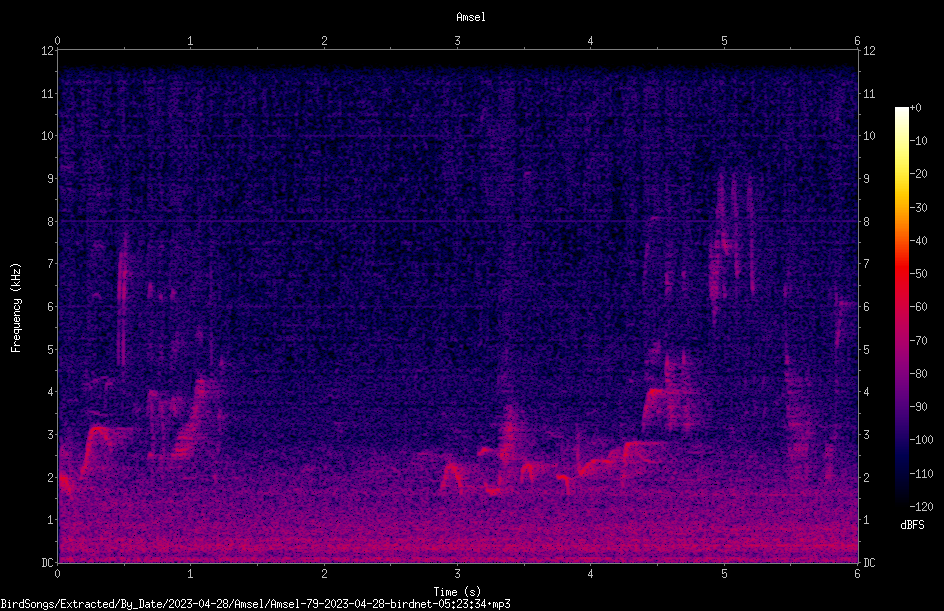 Amsel
0 1 2 3 4 5 6
12 12 +0
11 11 -10
10 10 -20
9 9 -30
8 8 -40
7 7 -50
6 6 -60
5 5 -70
4 4 -80
3 3 -90
2 2 -100
1 1 -110
DC DC -120
dBFS
Frequency (kHz)
0 1 2 3 4 5 6
Time (s)
BirdSongs/Extracted/By_Date/2023-04-28/Amsel/Amsel-79-2023-04-28-birdnet-05:23:34.mp3